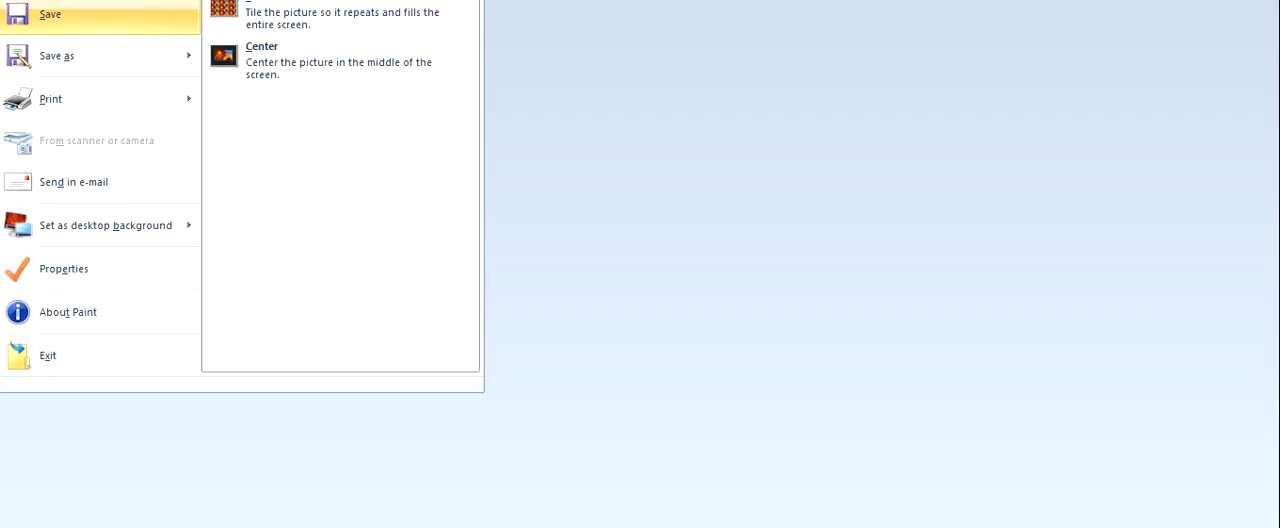 Save
Save as
Print
From scanner or camera
Send in e-mail
Set as desktop background
Properties
About Paint
Exit
Tile the picture so it repeats and fills the
entire screen.
Center
Center the picture in the middle of the
screen.